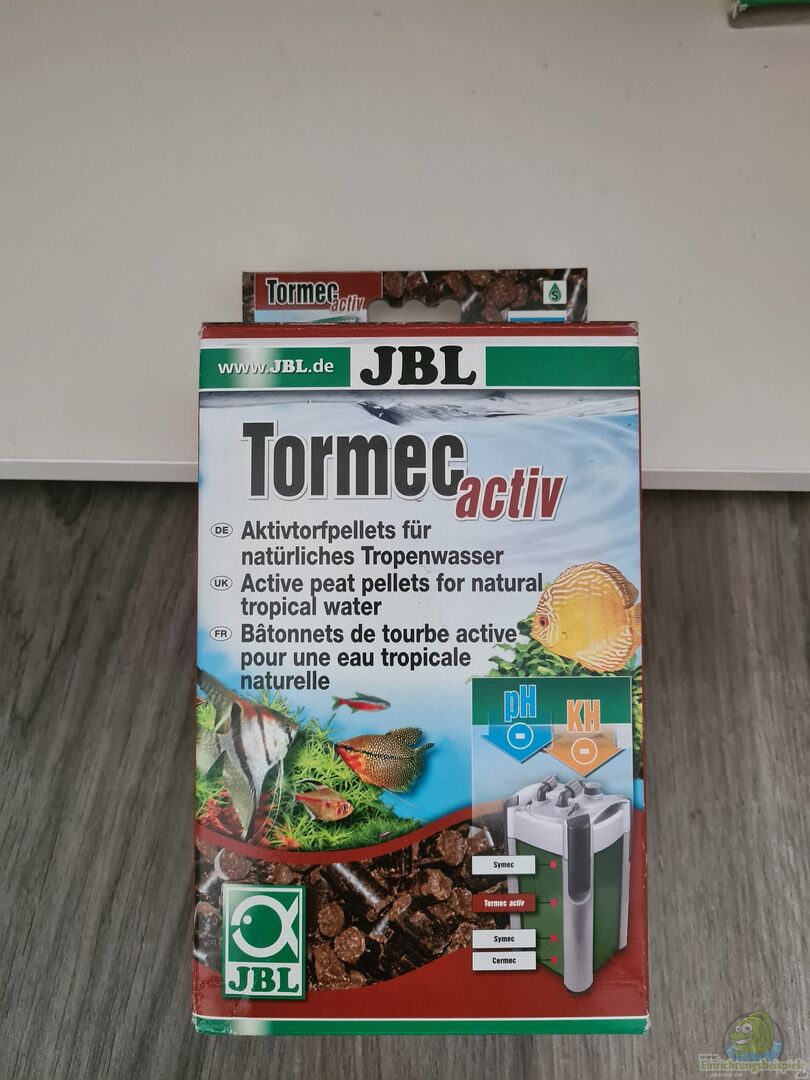 Tormec activ
S
www.JBL.de
JBL
Tormec activ
DE Aktivtorfpellets für
natürliches Tropenwasser
UK Active peat pellets for natural
tropical water
FR Bâtonnets de tourbe active
pour une eau tropicale
naturelle
pH KH
Symec
Tormec activ
Symec
Cermec
JBL
www.
Einrichtungsbeispiele
.de